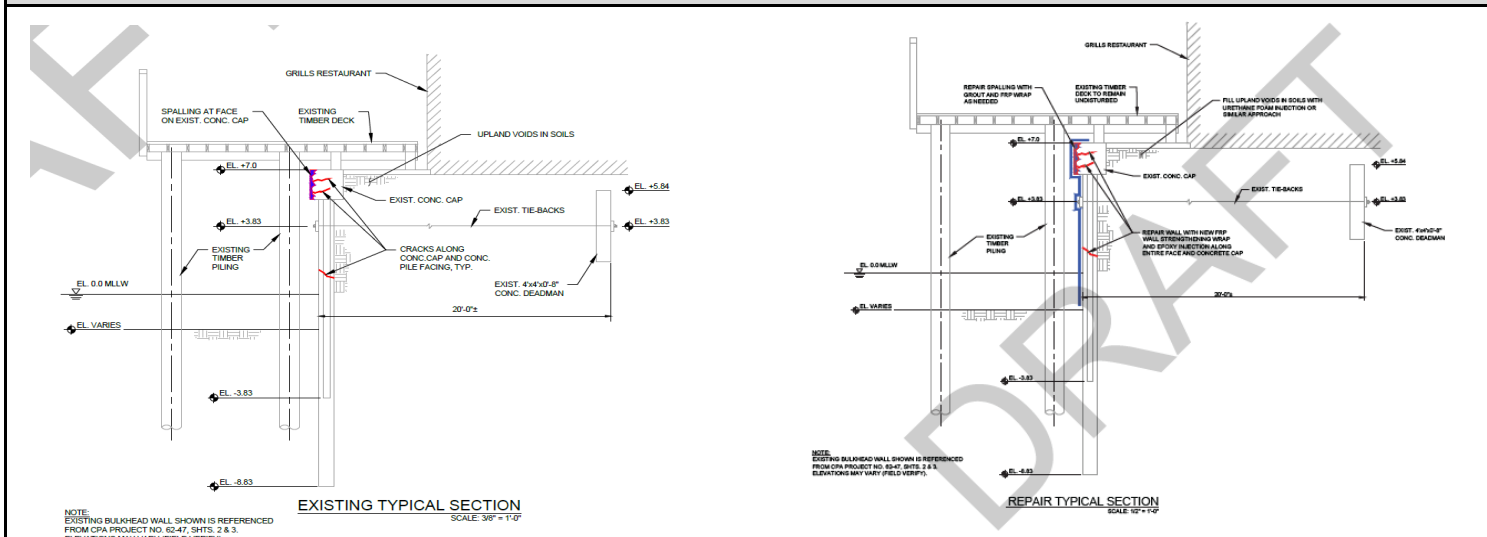 GRILLS RESTAURANT
SPALLING AT FACE
ON EXIST. CONC. CAP
EXISTING
TIMBER DECK
UPLAND VOIDS IN SOILS
EL. +7.0
EL. +5.84
EXIST. CONC. CAP
EXIST. TIE-BACKS
EL. +3.83
EL. +3.83
EXISTING
TIMBER
PILING
CRACKS ALONG
CONC.CAP AND CONC.
PILE FACING, TYP.
EL. 0.0 MLLW
EXIST. 4'x4'x0'-8"
CONC. DEADMAN
20'-0"±
EL. VARIES
EL. -3.83
EL. -8.83
EXISTING TYPICAL SECTION
SCALE: 3/8" = 1'-0"
NOTE:
EXISTING BULKHEAD WALL SHOWN IS REFERENCED
FROM CPA PROJECT NO. 62-47, SHTS. 2 & 3.
ELEVATIONS MAY VARY (FIELD VERIFY).
GRILLS RESTAURANT
REPAIR SPALLING WITH
GROUT AND FRP WRAP
AS NEEDED
EXISTING TIMBER
DECK TO REMAIN
UNDISTURBED
FILL UPLAND VOIDS IN SOILS WITH
URETHANE FOAM INJECTION OR
SIMILAR APPROACH
EL. +7.0
EL. +5.84
EXIST. CONC. CAP
EXIST. TIE-BACKS
EL. +3.83
EL. +3.83
EXISTING
TIMBER
PILING
REPAIR WALL WITH NEW FRP
WALL STRENGTHENING WRAP
AND EPOXY INJECTION ALONG
ENTIRE FACE AND CONCRETE CAP
EXIST. 4'x4'x0'-8"
CONC. DEADMAN
EL. 0.0 MLLW
20'-0"±
EL. VARIES
EL. -3.83
EL. -8.83
NOTE:
EXISTING BULKHEAD WALL SHOWN IS REFERENCED
FROM CPA PROJECT NO. 62-47, SHTS. 2 & 3.
ELEVATIONS MAY VARY (FIELD VERIFY).
REPAIR TYPICAL SECTION
SCALE: 1/2" = 1'-0"
DRAFT